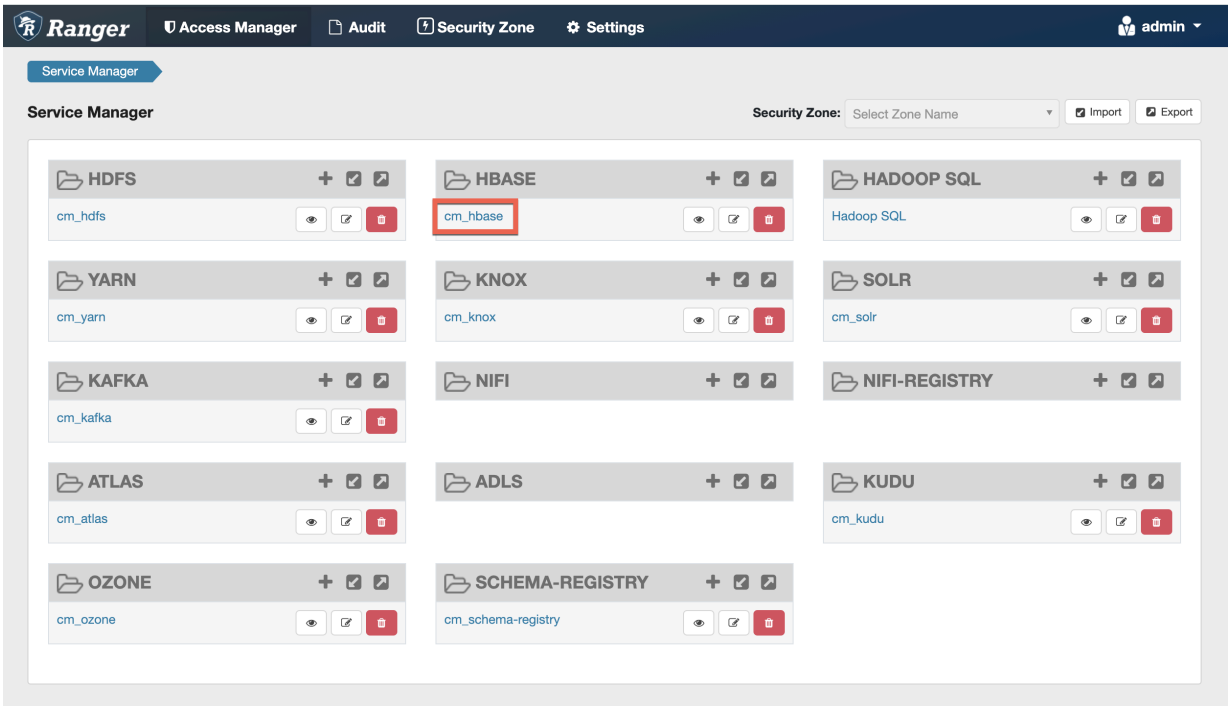 Ranger Access Manager Audit Security Zone Settings admin
Service Manager
Service Manager Security Zone: Select Zone Name Import Export
HDFS HBASE HADOOP SQL
cm_hdfs cm_hbase Hadoop SQL
YARN KNOX SOLR
cm_yarn cm_knox cm_solr
KAFKA NIFI NIFI-REGISTRY
cm_kafka
ATLAS ADLS KUDU
cm_atlas cm_kudu
OZONE SCHEMA-REGISTRY
cm_ozone cm_schema-registry